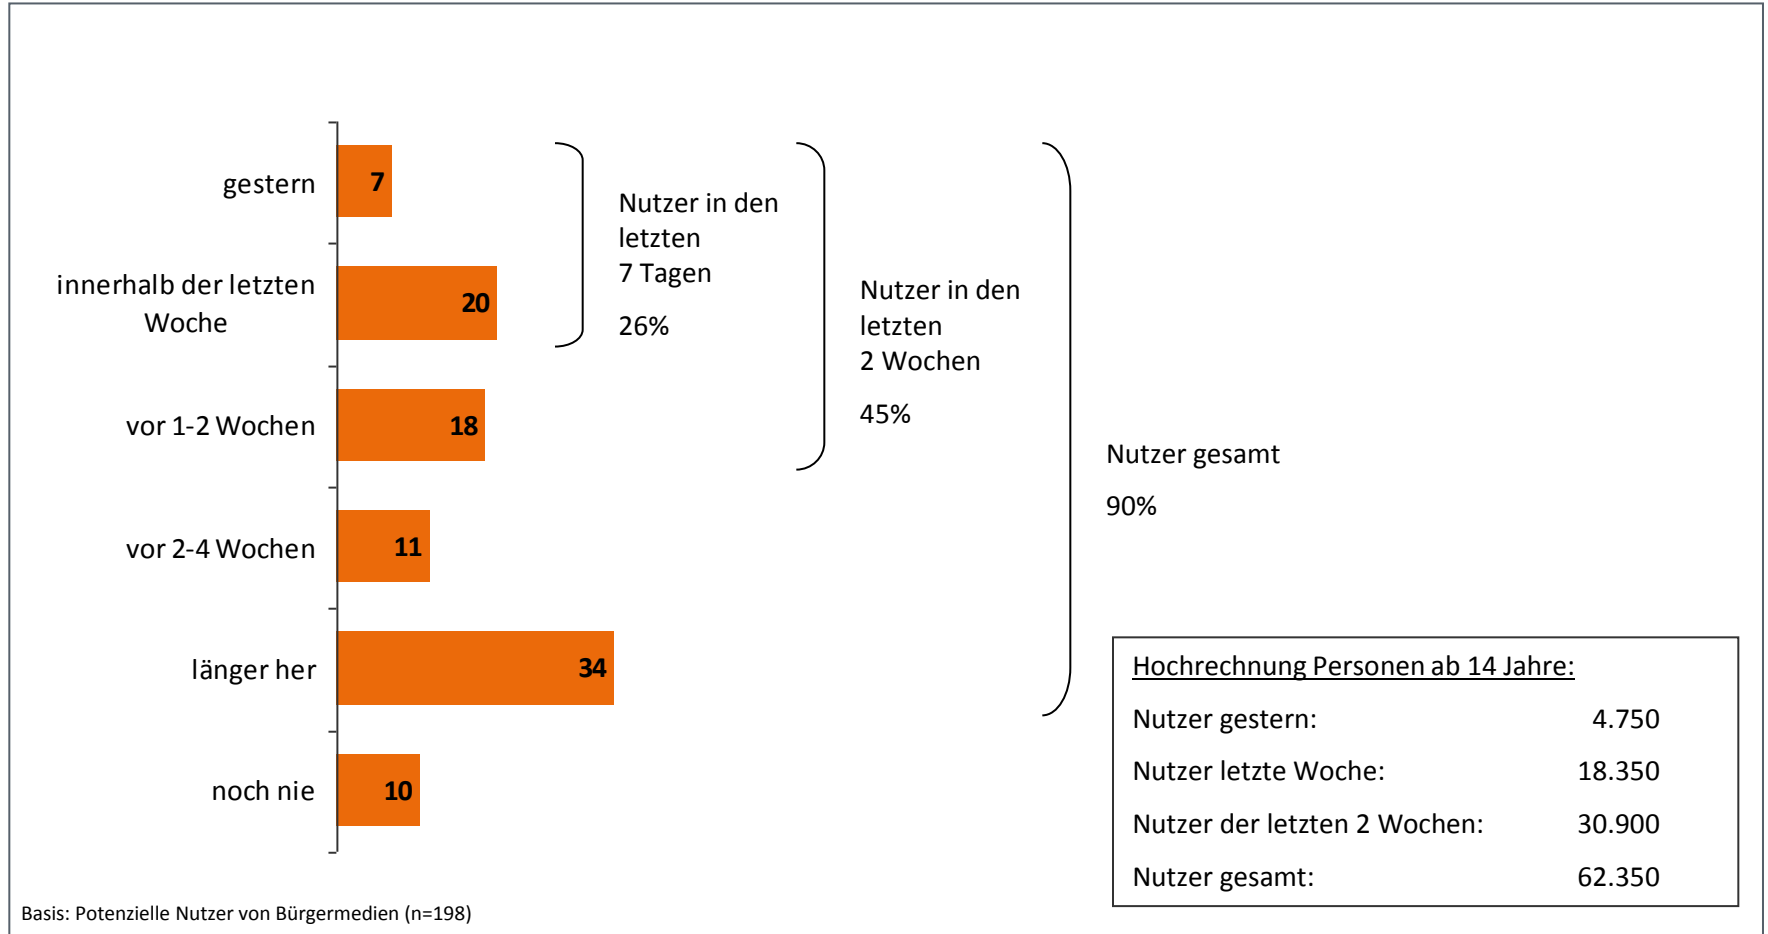 gestern
7
innerhalb der letzten
Woche
20
vor 1-2 Wochen
18
vor 2-4 Wochen
11
länger her
34
noch nie
10
Nutzer in den
letzten
7 Tagen
26%
Nutzer in den
letzten
2 Wochen
45%
Nutzer gesamt
90%
Hochrechnung Personen ab 14 Jahre:
Nutzer gestern: 4.750
Nutzer letzte Woche: 18.350
Nutzer der letzten 2 Wochen: 30.900
Nutzer gesamt: 62.350
Basis: Potenzielle Nutzer von Bürgermedien (n=198)